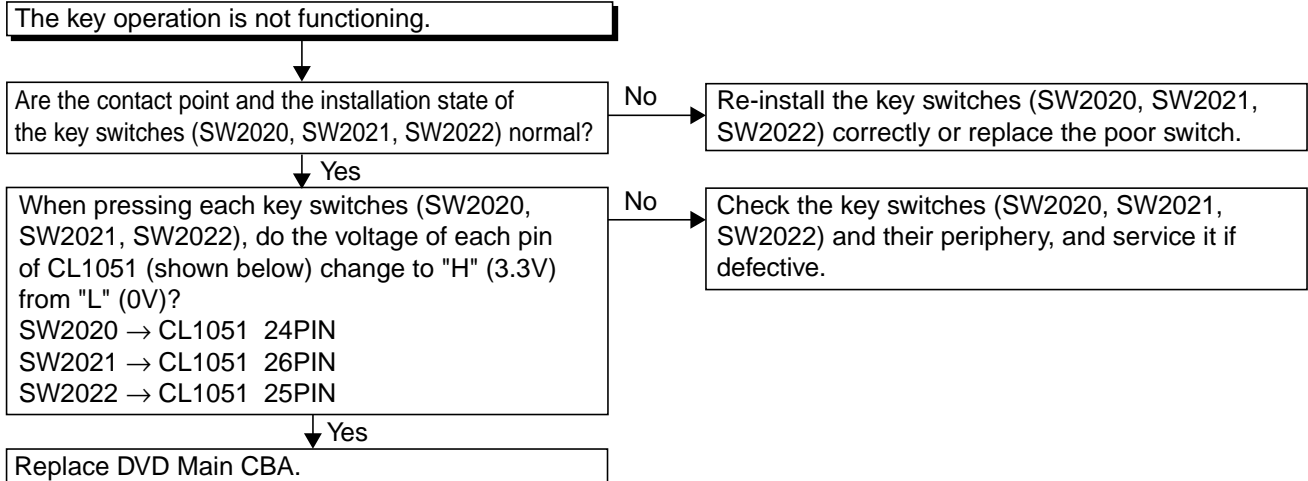 The key operation is not functioning.
Are the contact point and the installation state of
the key switches (SW2020, SW2021, SW2022) normal?
No
Re-install the key switches (SW2020, SW2021,
SW2022) correctly or replace the poor switch.
Yes
When pressing each key switches (SW2020,
SW2021, SW2022), do the voltage of each pin
of CL1051 (shown below) change to "H" (3.3V)
from "L" (0V)?
SW2020 → CL1051 24PIN
SW2021 → CL1051 26PIN
SW2022 → CL1051 25PIN
No
Check the key switches (SW2020, SW2021,
SW2022) and their periphery, and service it if
defective.
Yes
Replace DVD Main CBA.